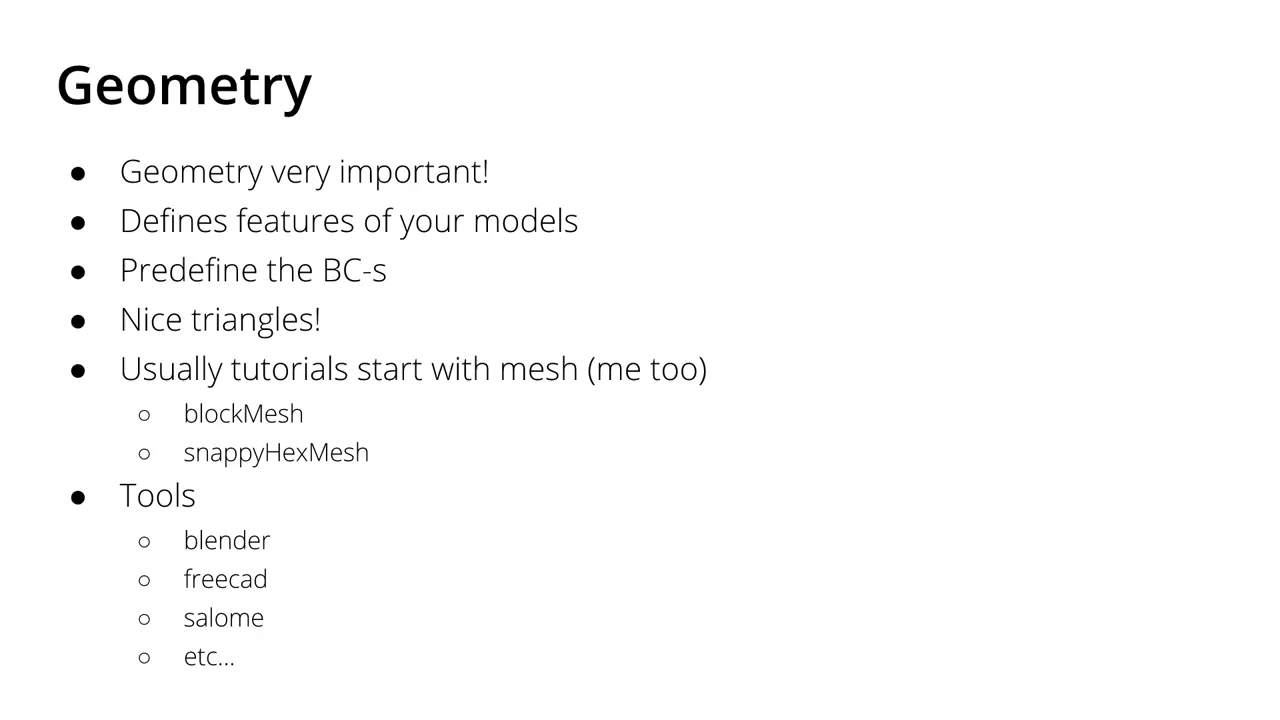 Geometry
● Geometry very important!
● Defines features of your models
● Predefine the BC-s
● Nice triangles!
● Usually tutorials start with mesh (me too)
○ blockMesh
○ snappyHexMesh
● Tools
○ blender
○ freecad
○ salome
○ etc...